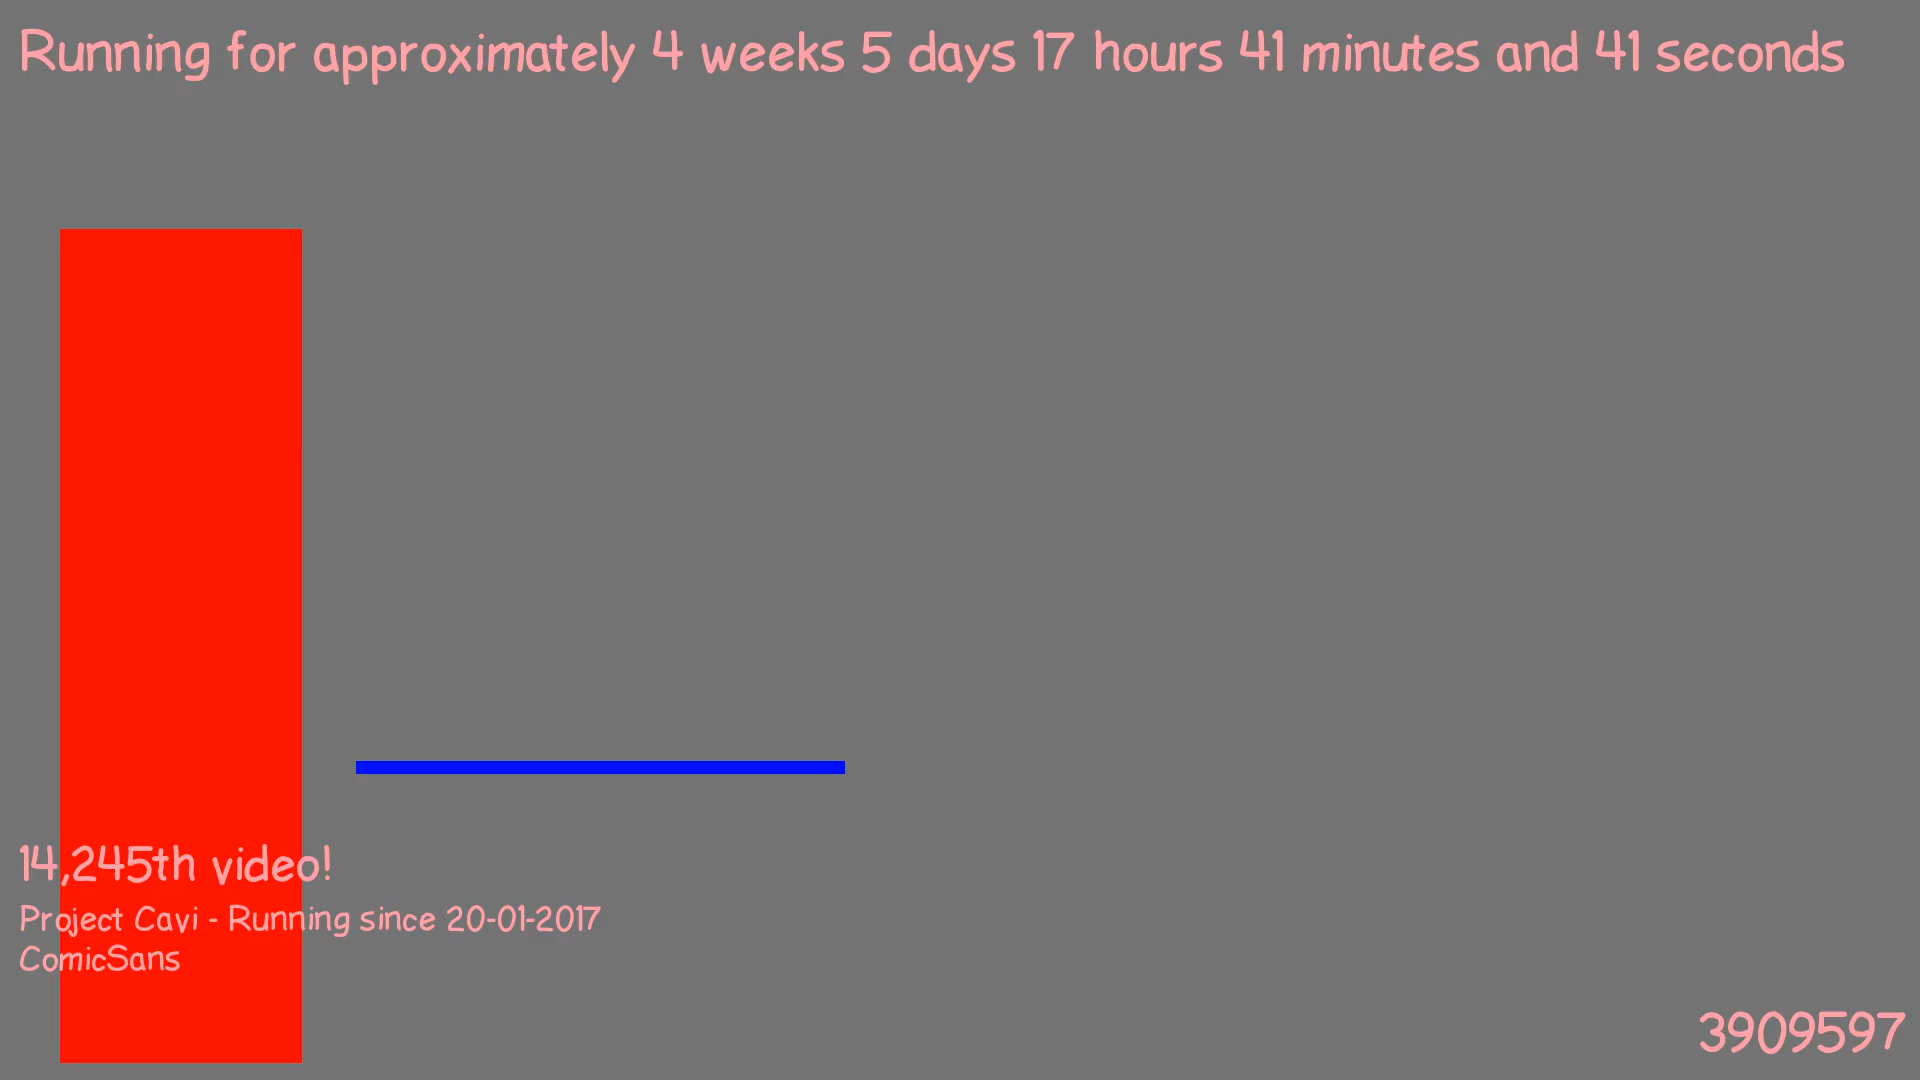 Running for approximately 4 weeks 5 days 17 hours 41 minutes and 41 seconds
14,245th video!
Project Cavi - Running since 20-01-2017
ComicSans
3909597